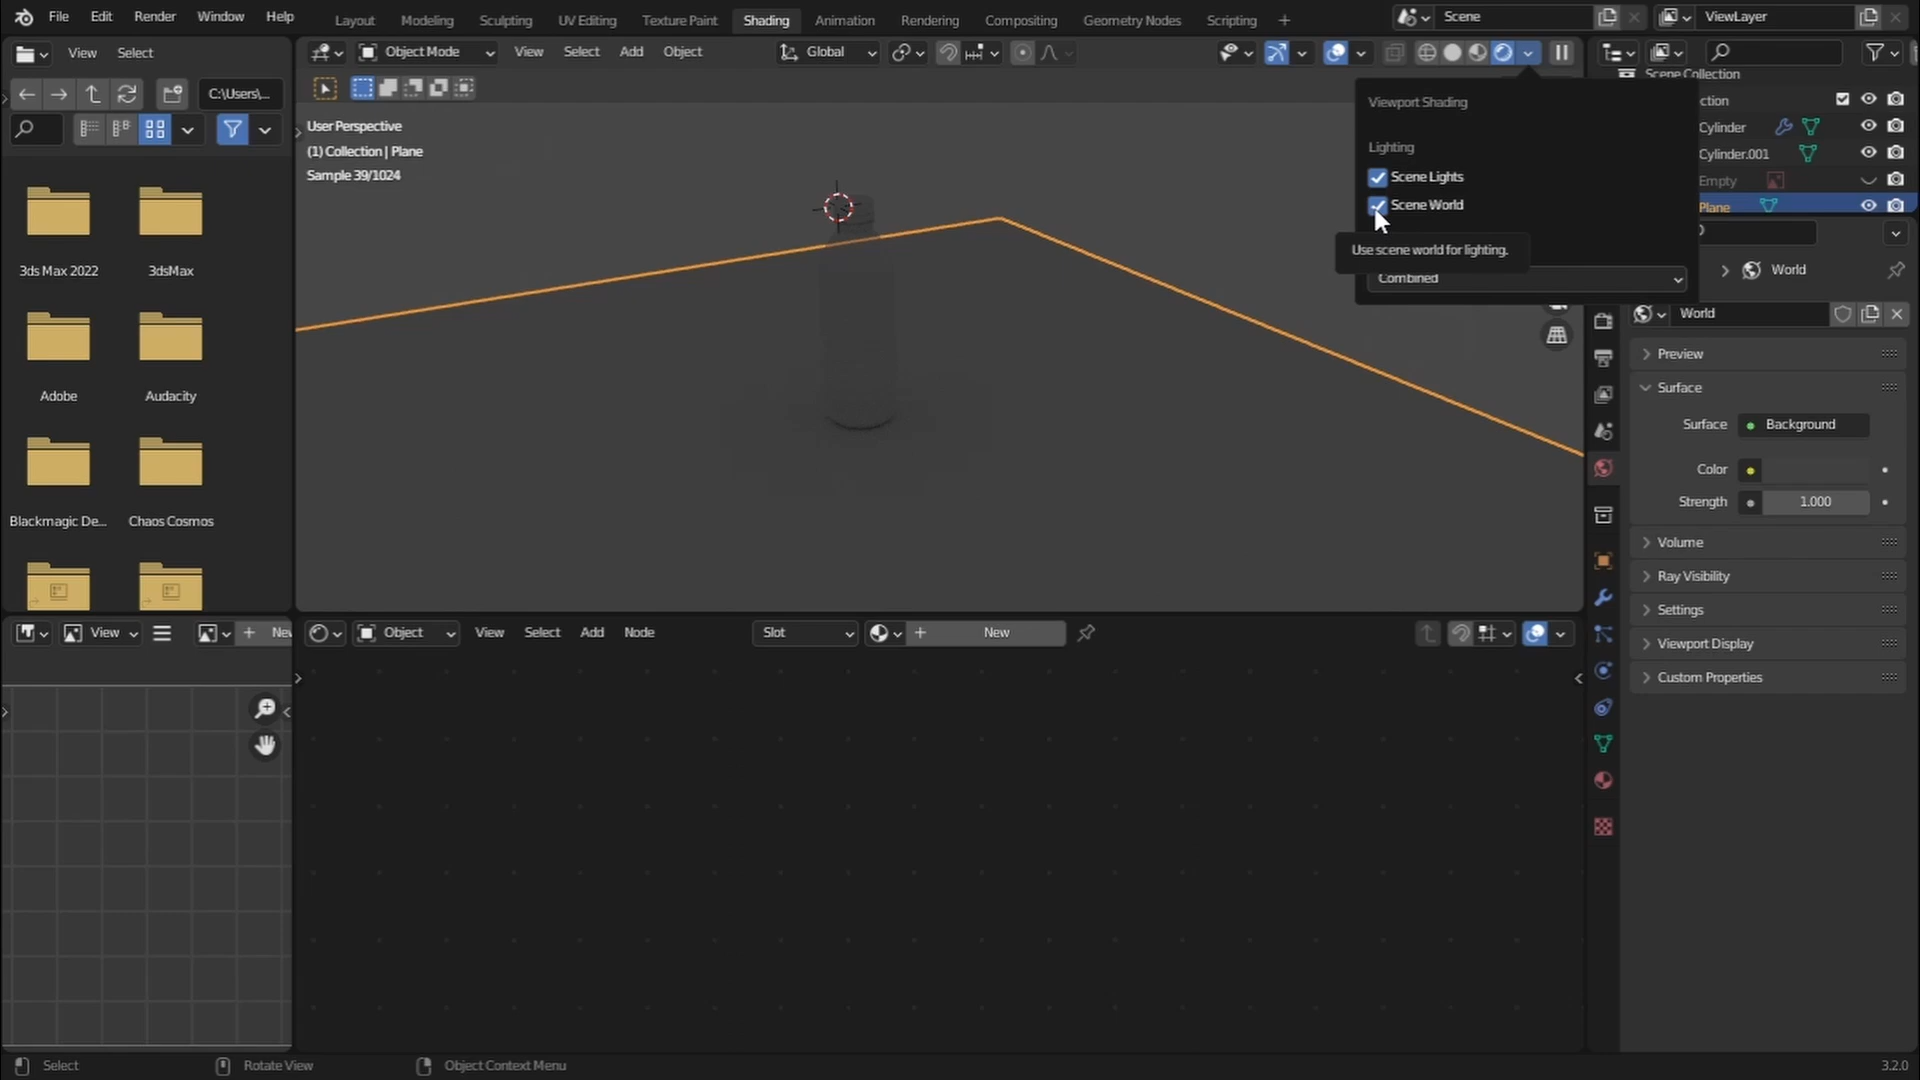 File Edit Render Window Help
Layout Modeling Sculpting UV Editing Texture Paint Shading Animation Rendering Compositing Geometry Nodes Scripting +
Scene
ViewLayer
View Select
Object Mode View Select Add Object
Global
C:\Users\...
User Perspective
(1) Collection | Plane
Sample 39/1024
Viewport Shading
Lighting
Scene Lights
Scene World
Use scene world for lighting.
Combined
Scene Collection
ction
Cylinder
Cylinder.001
Empty
Plane
World
World
Preview
Surface
Surface Background
Color
Strength 1.000
Volume
Ray Visibility
Settings
Viewport Display
Custom Properties
3ds Max 2022 3dsMax
Adobe Audacity
Blackmagic De... Chaos Cosmos
View
+ Nev
Object View Select Add Node
Slot
+ New
Select Rotate View Object Context Menu
3.2.0